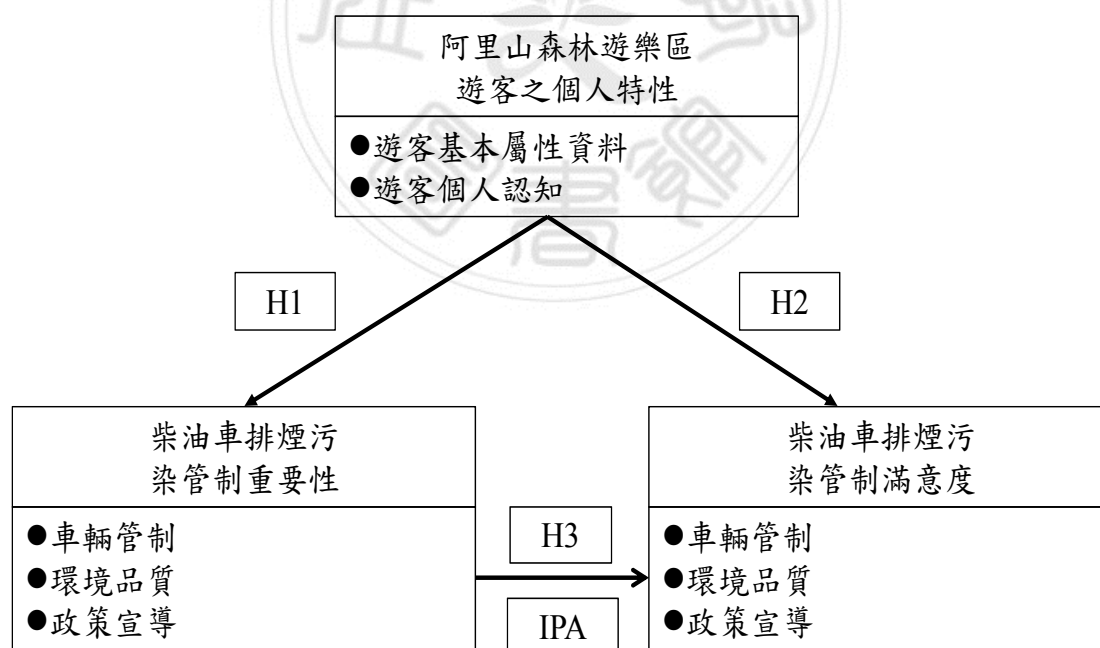 阿里山森林遊樂區
遊客之個人特性
●遊客基本屬性資料
●遊客個人認知
H1
H2
柴油車排煙污
染管制重要性
●車輛管制
●環境品質
●政策宣導
H3
IPA
柴油車排煙污
染管制滿意度
●車輛管制
●環境品質
●政策宣導